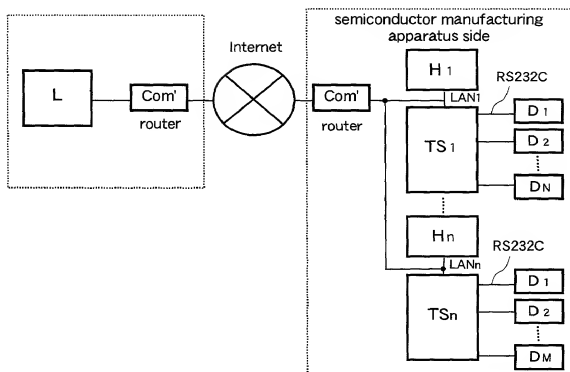 semiconductor manufacturing
apparatus side
Internet
L
Com'
router
Com'
router
H1
LAN1
RS232C
TS1
D1
D2
DN
Hn
LANn
RS232C
TSn
D1
D2
DM